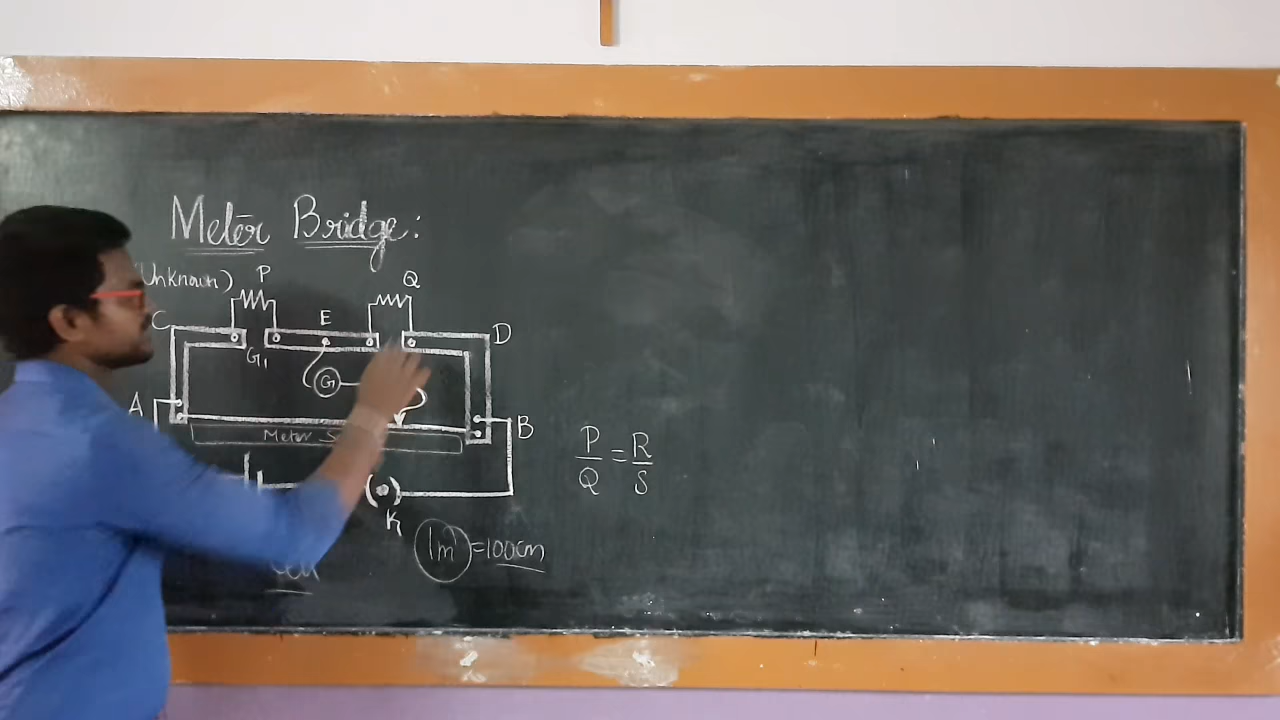 Meter Bridge:
(Unknown) P Q
C E D
G₁
G
A B
Meter
P/Q = R/S
K
1m = 100cm